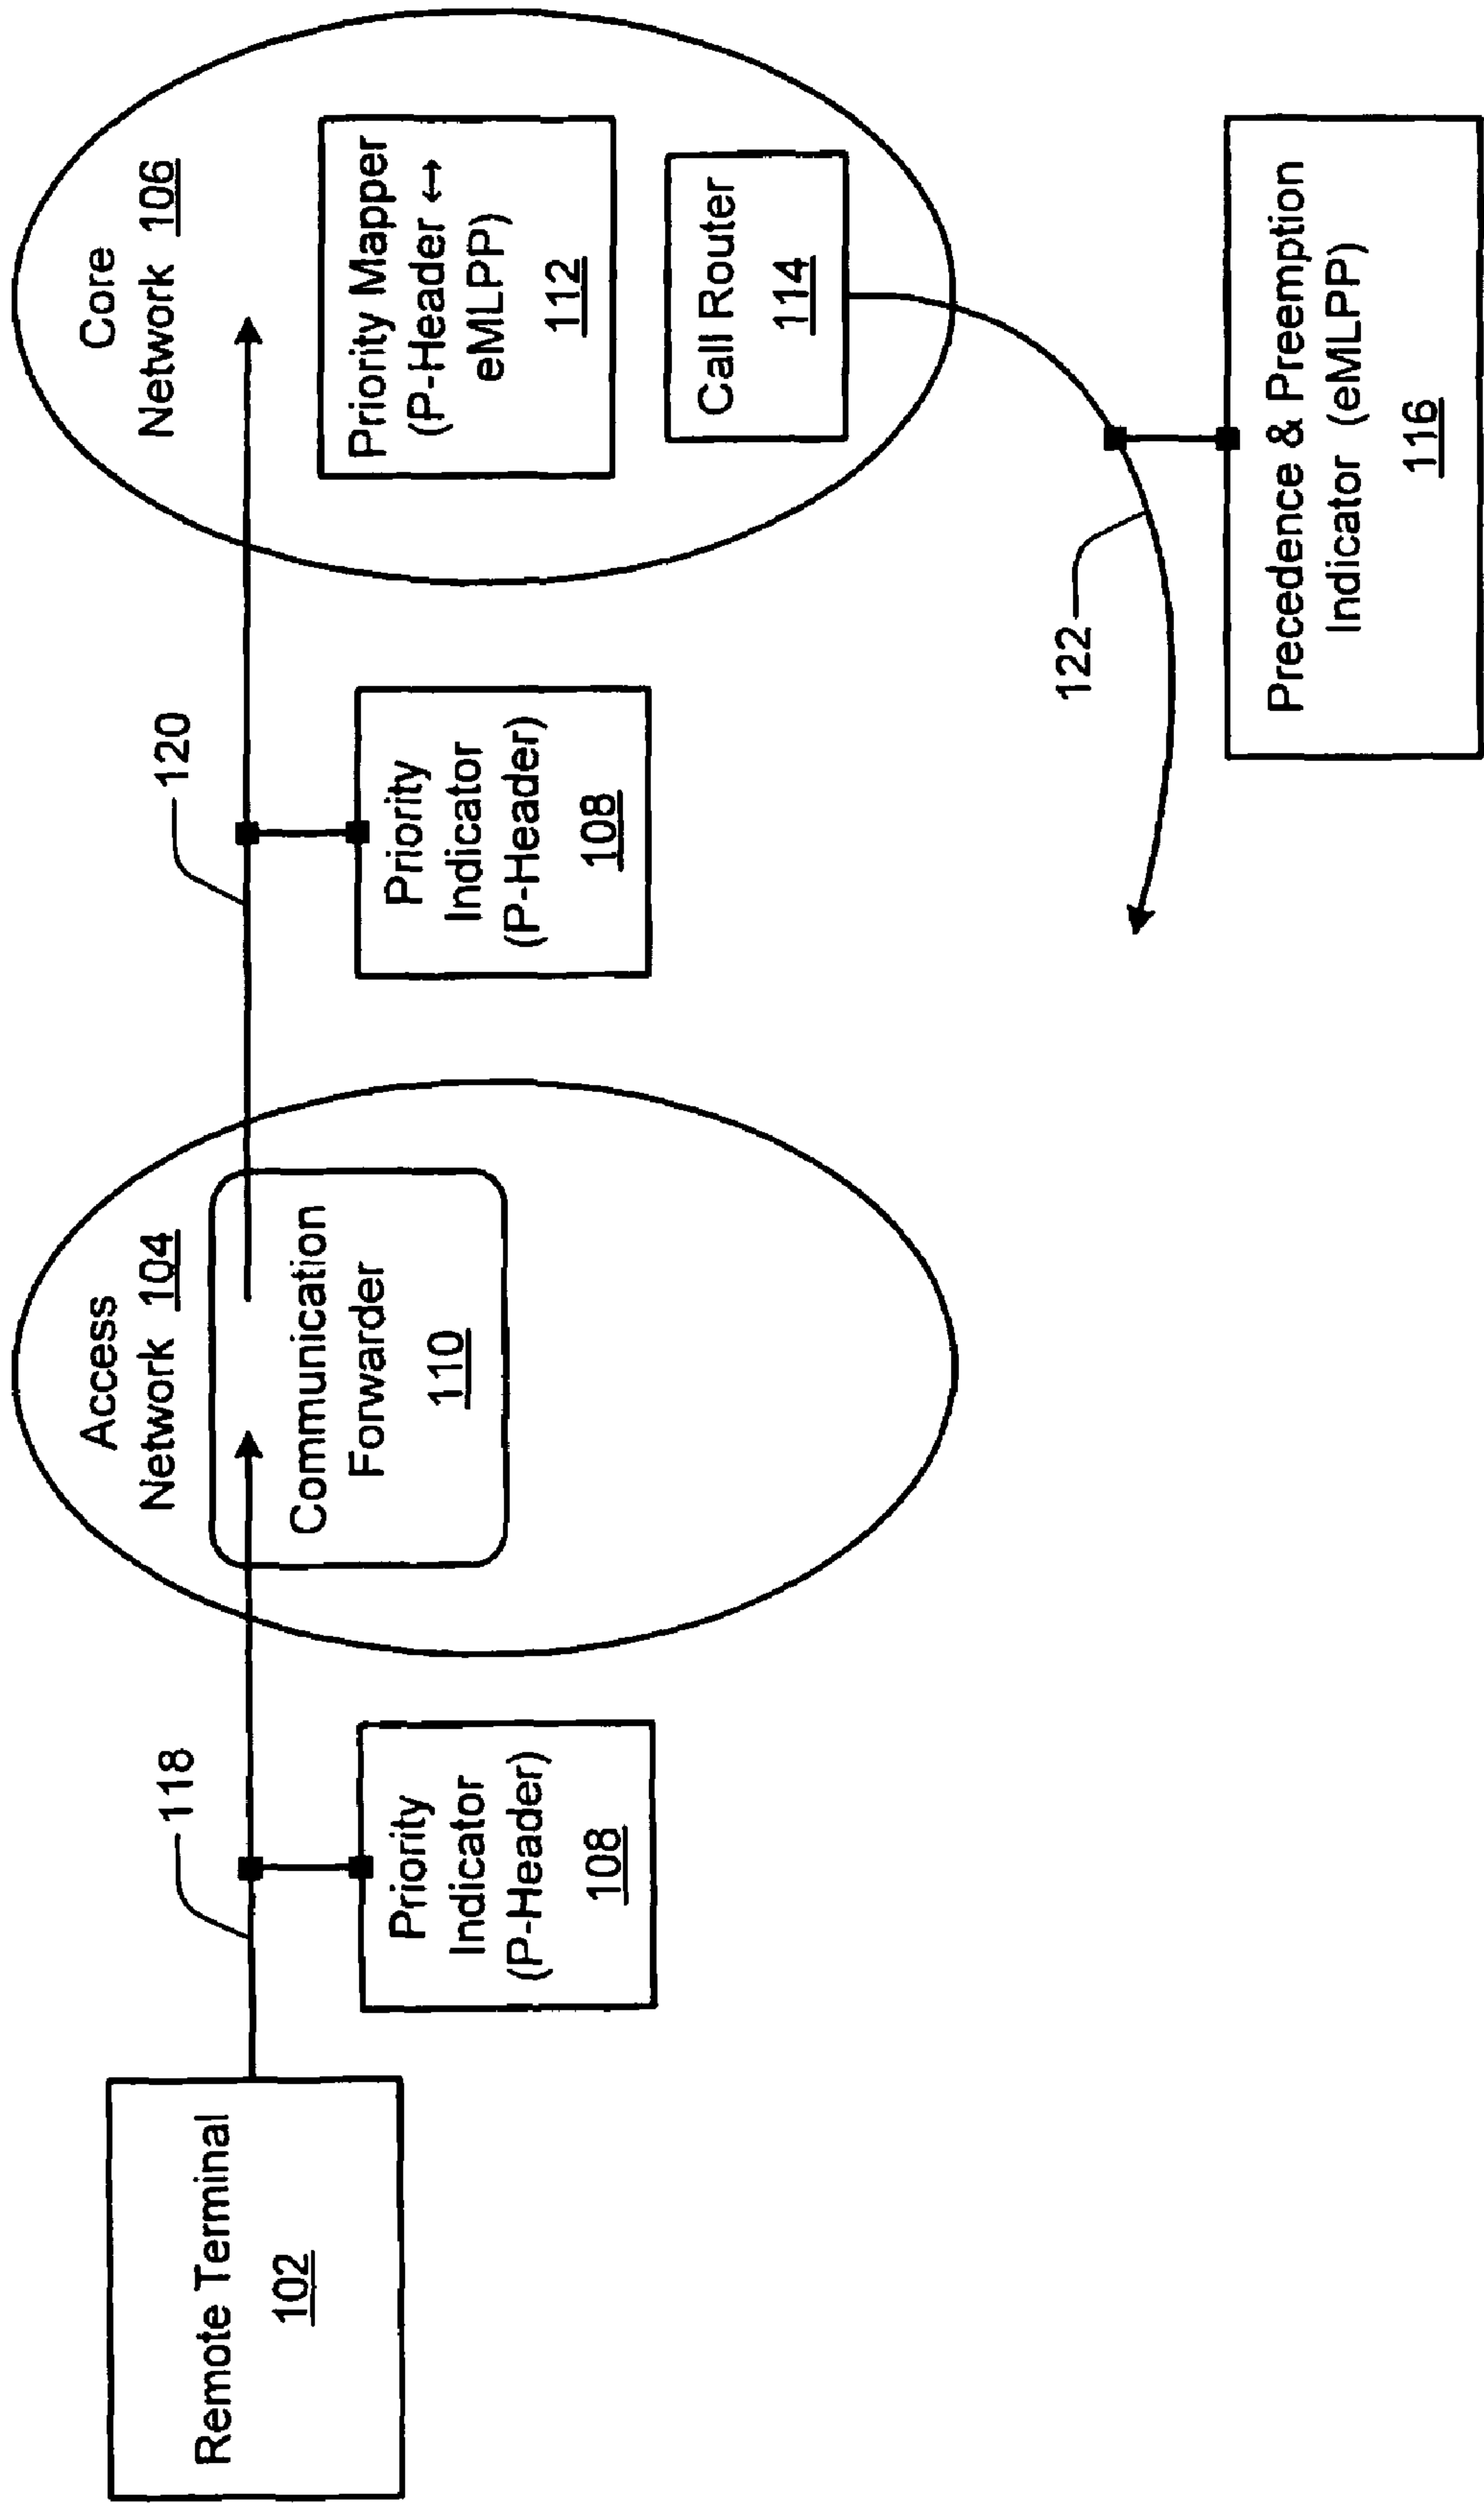 Remote Terminal
102
118
Priority
Indicator
(P-Header)
108
Access
Network 104
Communication
Forwarder
110
120
Priority
Indicator
(P-Header)
108
Core
Network 106
Priority Mapper
(P-Header ↔
eMLPP)
112
Call Router
114
122
Precedence & Preemption
Indicator (eMLPP)
116